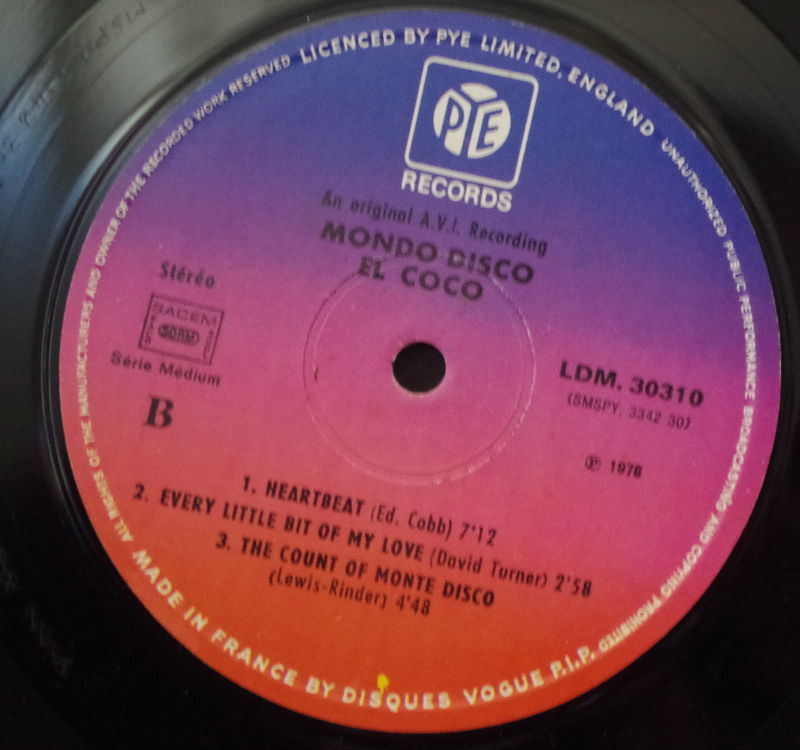 LICENCED BY PYE LIMITED, ENGLAND UNAUTHORIZED PUBLIC PERFORMANCE BROADCASTING AND COPYING PROHIBITED
PYE
RECORDS
An original A.V.I. Recording
MONDO DISCO
EL COCO
Stéréo
SACEM
SDRM
Série Médium
B
LDM. 30310
(SMSPY. 3342 30)
℗ 1976
1. HEARTBEAT (Ed. Cobb) 7'12
2. EVERY LITTLE BIT OF MY LOVE (David Turner) 2'58
3. THE COUNT OF MONTE DISCO
(Lewis-Rinder) 4'48
ALL RIGHTS OF THE MANUFACTURERS AND OWNER OF THE RECORDED WORK RESERVED
MADE IN FRANCE BY DISQUES VOGUE P.I.P.